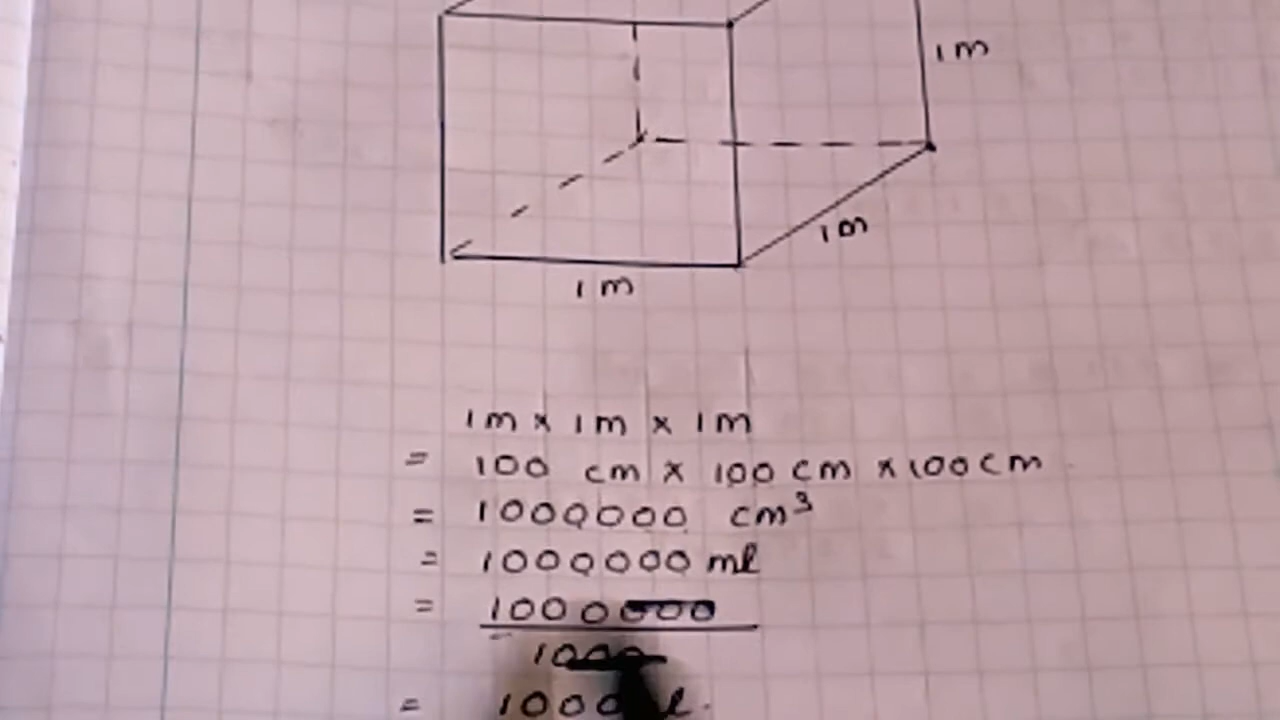 1m
1m
1m
1m × 1m × 1m
= 100 cm × 100 cm × 100 cm
= 1000000 cm³
= 1000000 ml
= 1000000
1000
= 1000 l.